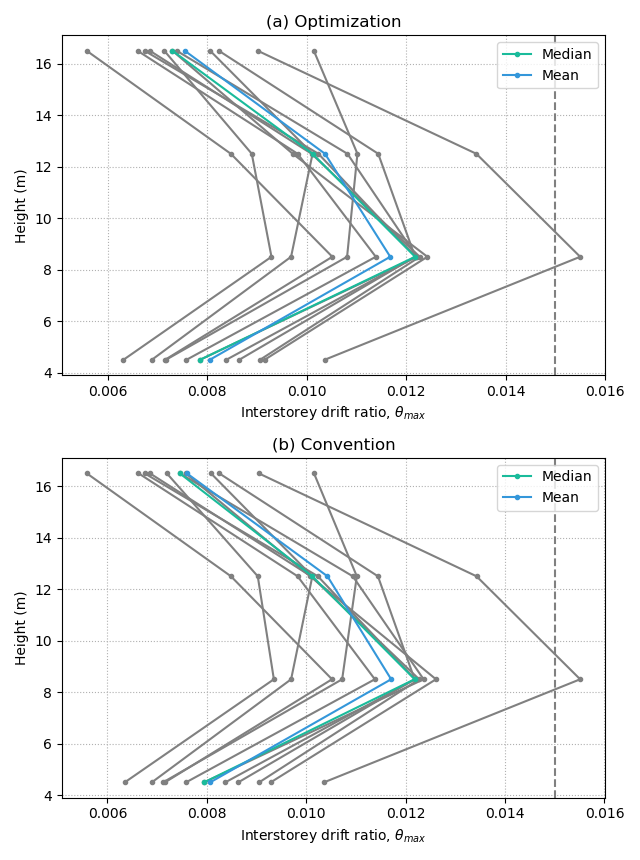 (a) Optimization
Median
Mean
16
14
12
10
8
6
4
Height (m)
0.006 0.008 0.010 0.012 0.014 0.016
Interstorey drift ratio, θmax
(b) Convention
Median
Mean
16
14
12
10
8
6
4
Height (m)
0.006 0.008 0.010 0.012 0.014 0.016
Interstorey drift ratio, θmax